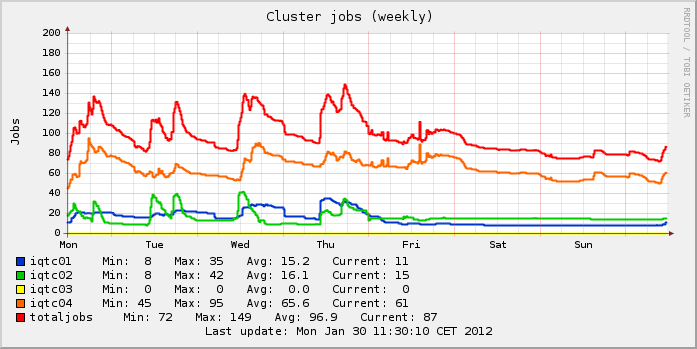 Cluster jobs (weekly)
RRDTOOL / TOBI OETIKER
Jobs
200
180
160
140
120
100
80
60
40
20
0
Mon Tue Wed Thu Fri Sat Sun
iqtc01 Min: 8 Max: 35 Avg: 15.2 Current: 11
iqtc02 Min: 8 Max: 42 Avg: 16.1 Current: 15
iqtc03 Min: 0 Max: 0 Avg: 0.0 Current: 0
iqtc04 Min: 45 Max: 95 Avg: 65.6 Current: 61
totaljobs Min: 72 Max: 149 Avg: 96.9 Current: 87
Last update: Mon Jan 30 11:30:10 CET 2012